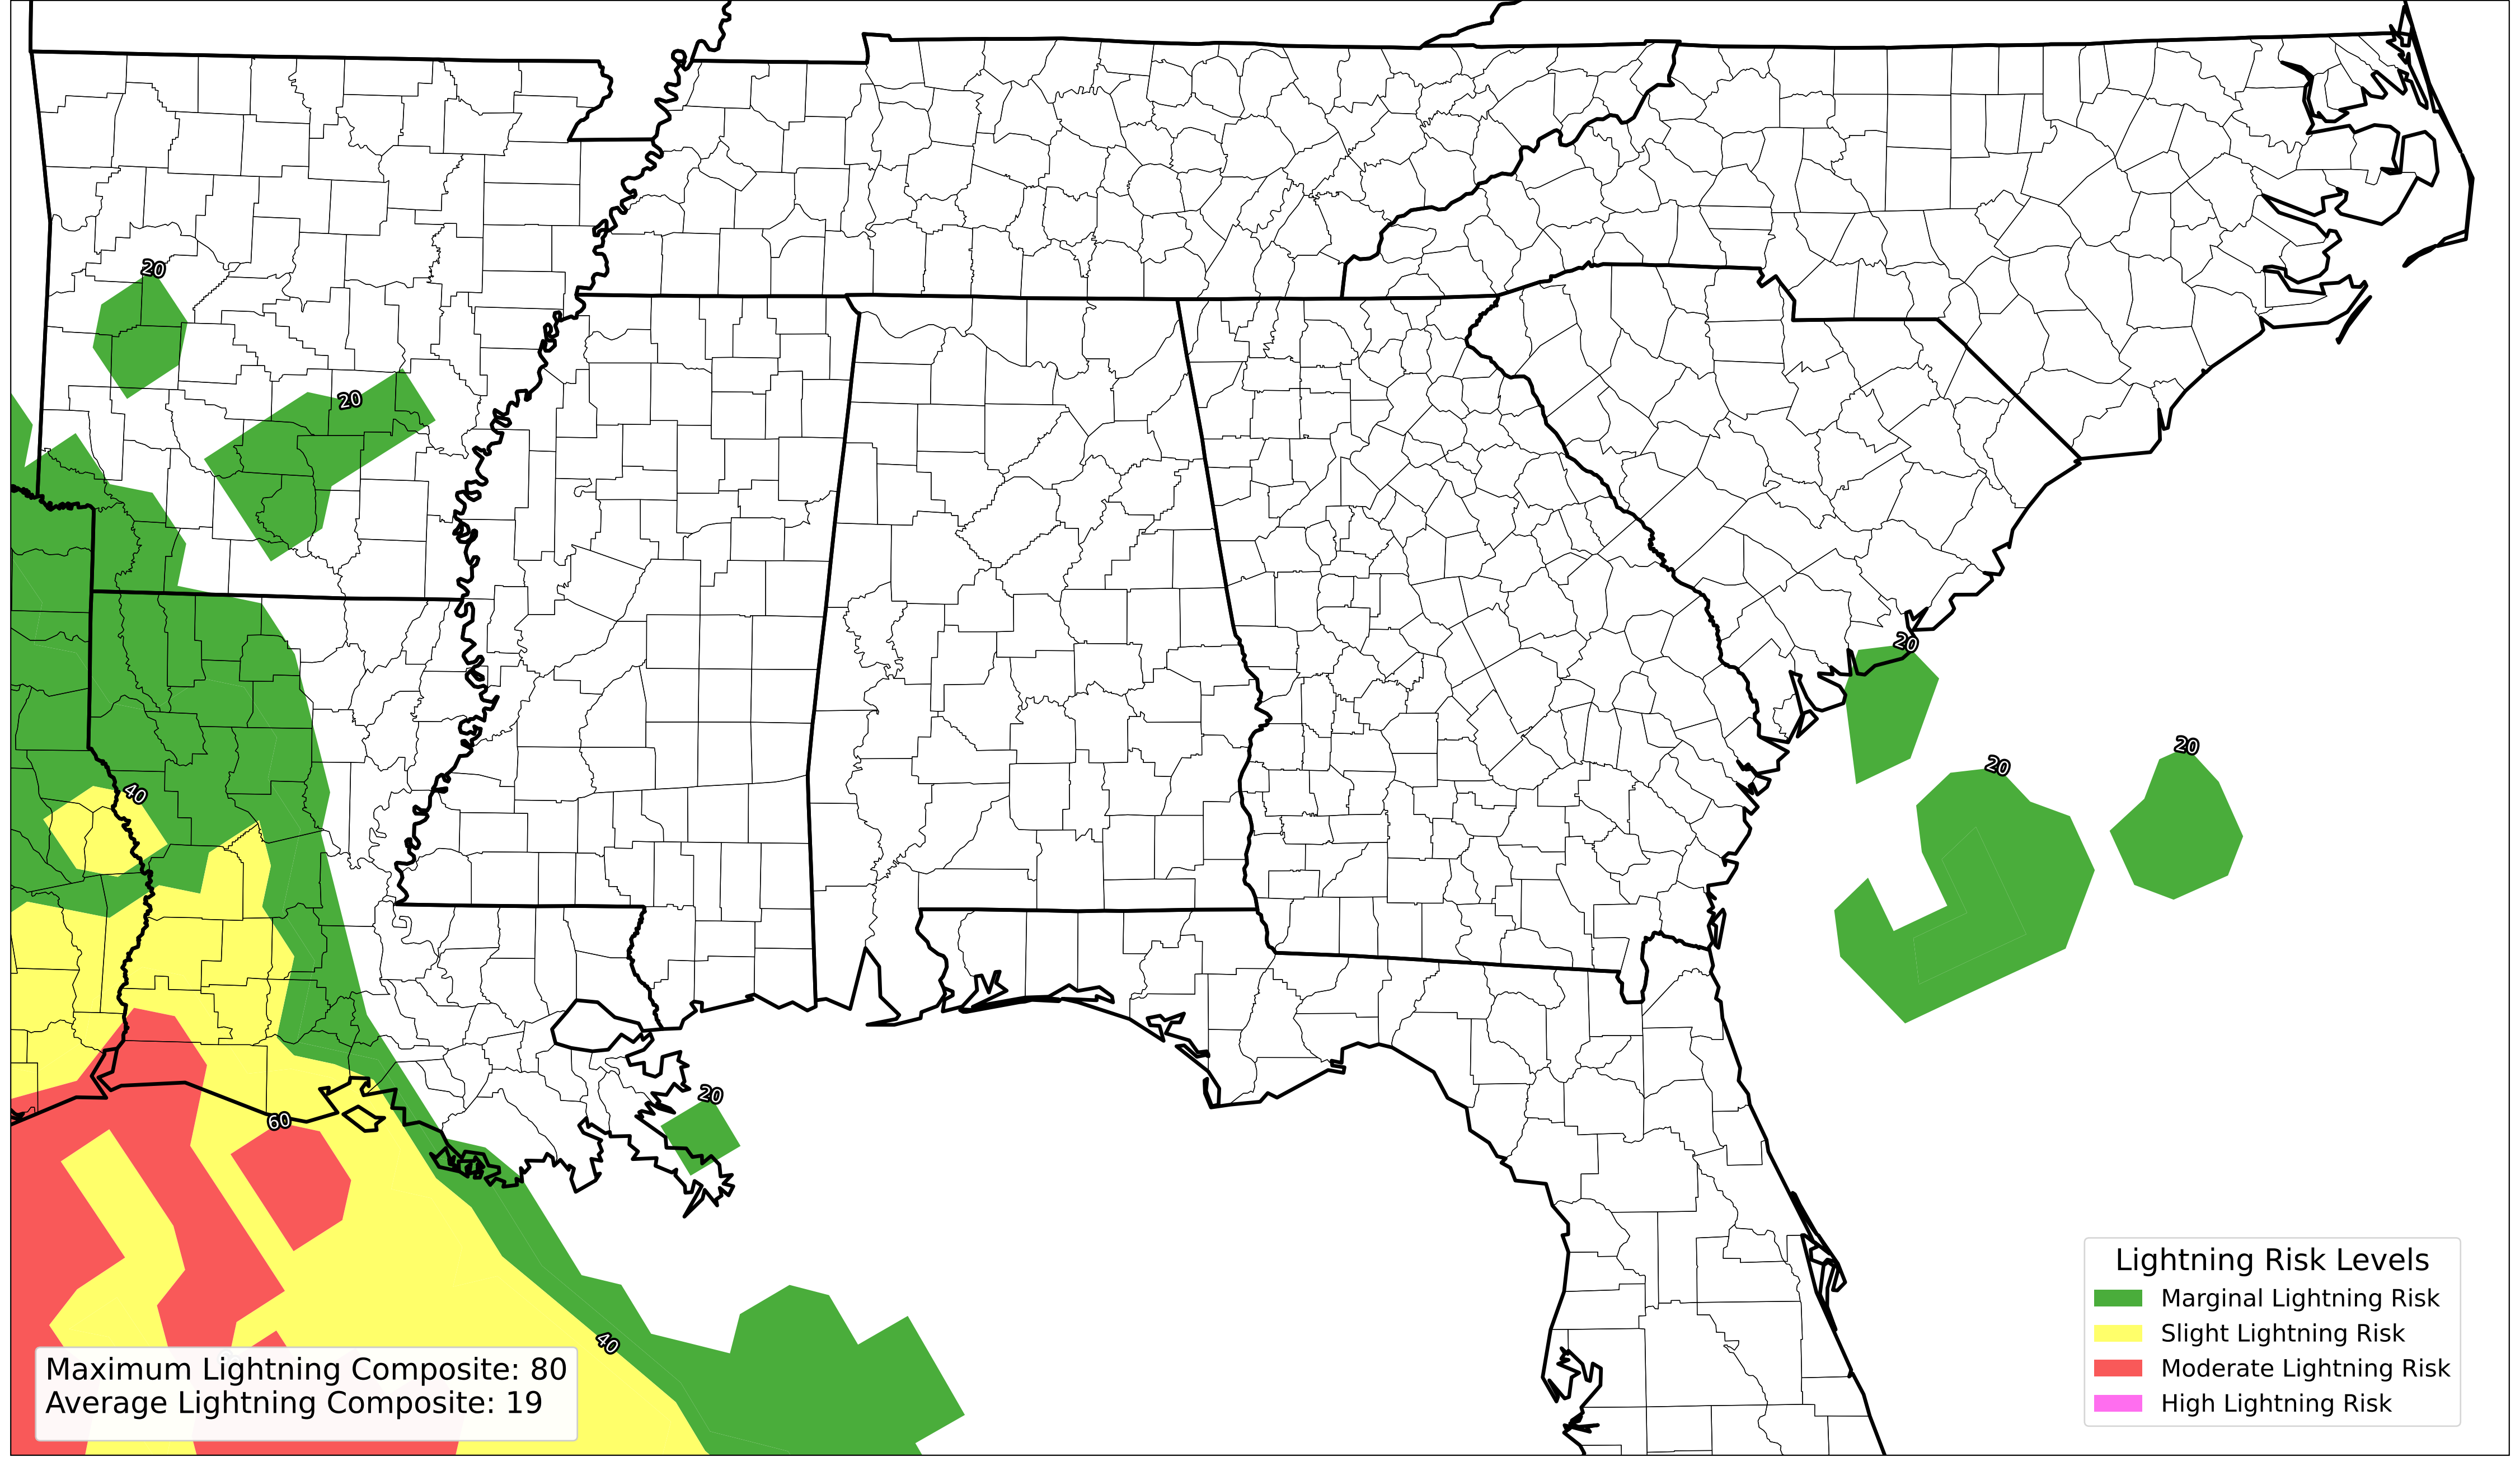 20
20
20
40
20
20
20
60
40
Lightning Risk Levels
Marginal Lightning Risk
Slight Lightning Risk
Moderate Lightning Risk
High Lightning Risk
Maximum Lightning Composite: 80
Average Lightning Composite: 19